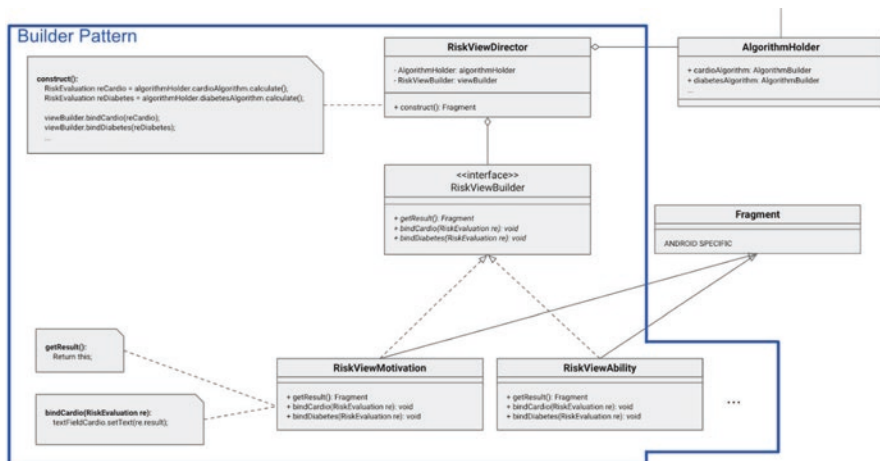 Builder Pattern
RiskViewDirector
- AlgorithmHolder: algorithmHolder
- RiskViewBuilder: viewBuilder
+ construct(): Fragment
AlgorithmHolder
+ cardioAlgorithm: AlgorithmBuilder
+ diabetesAlgorithm: AlgorithmBuilder
...
construct():
RiskEvaluation reCardio = algorithmHolder.cardioAlgorithm.calculate();
RiskEvaluation reDiabetes = algorithmHolder.diabetesAlgorithm.calculate();
viewBuilder.bindCardio(reCardio);
viewBuilder.bindDiabetes(reDiabetes);
...
<<interface>>
RiskViewBuilder
+ getResult(): Fragment
+ bindCardio(RiskEvaluation re): void
+ bindDiabetes(RiskEvaluation re): void
Fragment
ANDROID SPECIFIC
getResult():
Return this;
bindCardio(RiskEvaluation re):
textFieldCardio.setText(re.result);
RiskViewMotivation
+ getResult(): Fragment
+ bindCardio(RiskEvaluation re): void
+ bindDiabetes(RiskEvaluation re): void
RiskViewAbility
+ getResult(): Fragment
+ bindCardio(RiskEvaluation re): void
+ bindDiabetes(RiskEvaluation re): void
...